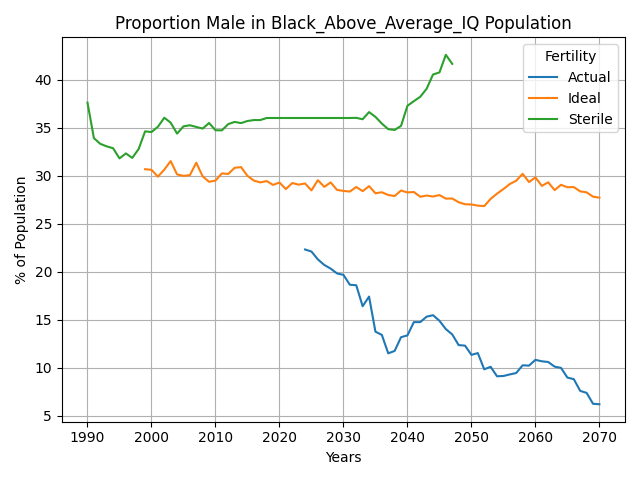 Proportion Male in Black_Above_Average_IQ Population
Fertility
Actual
Ideal
Sterile
% of Population
40
35
30
25
20
15
10
5
1990 2000 2010 2020 2030 2040 2050 2060 2070
Years